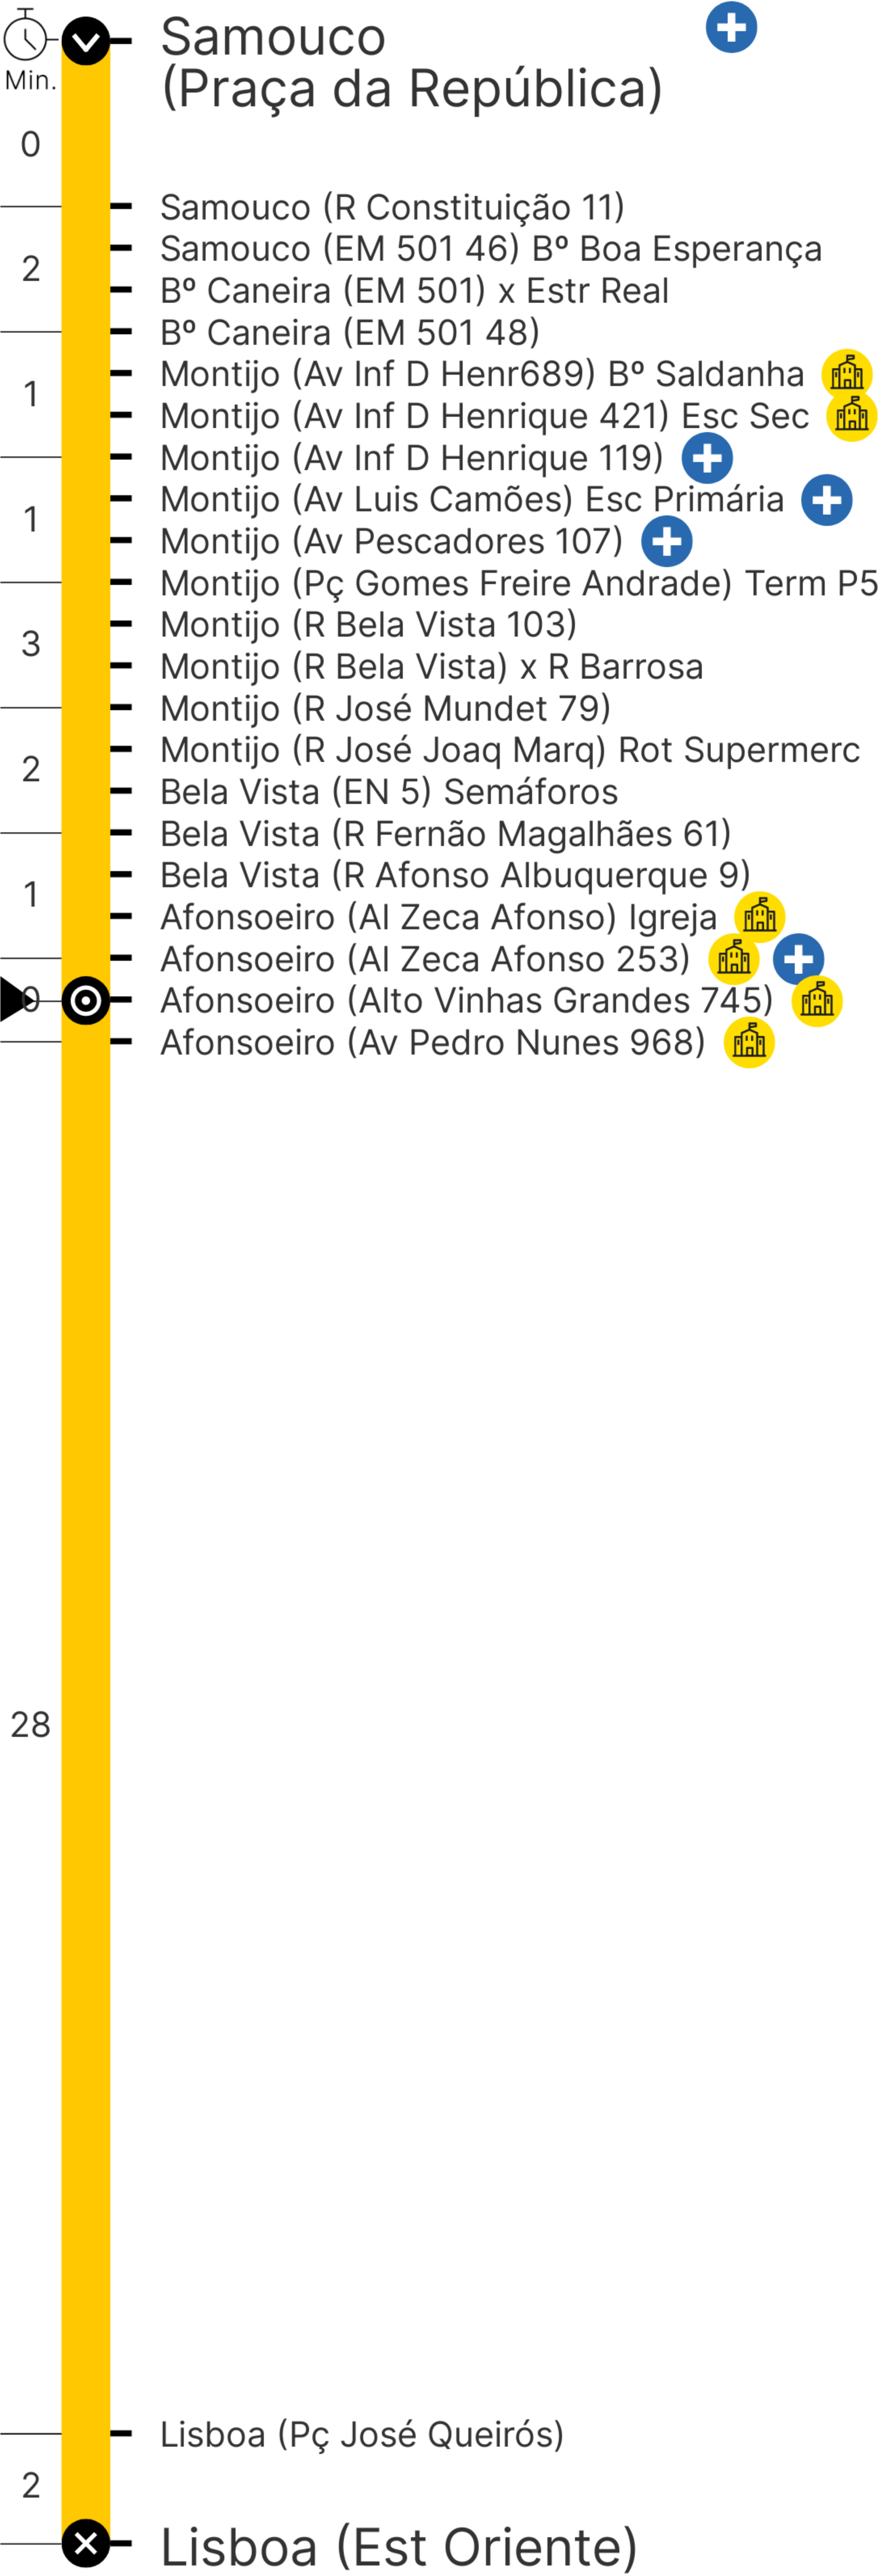 Min.
Samouco
(Praça da República)
0
Samouco (R Constituição 11)
Samouco (EM 501 46) Bº Boa Esperança
2
Bº Caneira (EM 501) x Estr Real
Bº Caneira (EM 501 48)
Montijo (Av Inf D Henr689) Bº Saldanha
1
Montijo (Av Inf D Henrique 421) Esc Sec
Montijo (Av Inf D Henrique 119)
Montijo (Av Luis Camões) Esc Primária
1
Montijo (Av Pescadores 107)
Montijo (Pç Gomes Freire Andrade) Term P5
Montijo (R Bela Vista 103)
3
Montijo (R Bela Vista) x R Barrosa
Montijo (R José Mundet 79)
Montijo (R José Joaq Marq) Rot Supermerc
2
Bela Vista (EN 5) Semáforos
Bela Vista (R Fernão Magalhães 61)
Bela Vista (R Afonso Albuquerque 9)
1
Afonsoeiro (Al Zeca Afonso) Igreja
Afonsoeiro (Al Zeca Afonso 253)
0
Afonsoeiro (Alto Vinhas Grandes 745)
Afonsoeiro (Av Pedro Nunes 968)
28
Lisboa (Pç José Queirós)
2
Lisboa (Est Oriente)